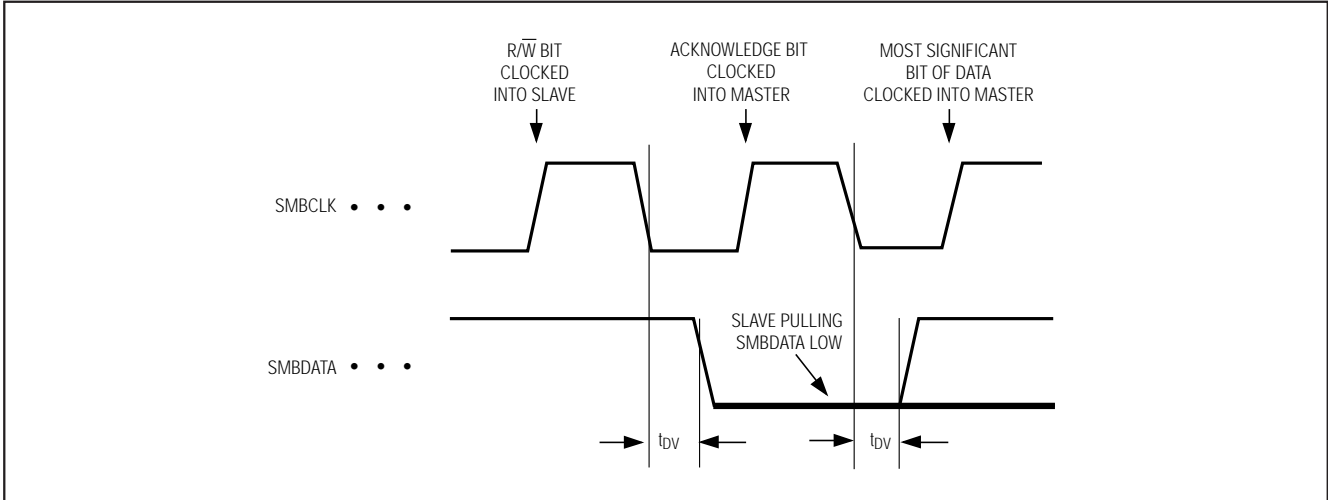 R/W̅ BIT
CLOCKED
INTO SLAVE
ACKNOWLEDGE BIT
CLOCKED
INTO MASTER
MOST SIGNIFICANT
BIT OF DATA
CLOCKED INTO MASTER
SMBCLK • • •
SLAVE PULLING
SMBDATA LOW
SMBDATA • • •
tDV
tDV